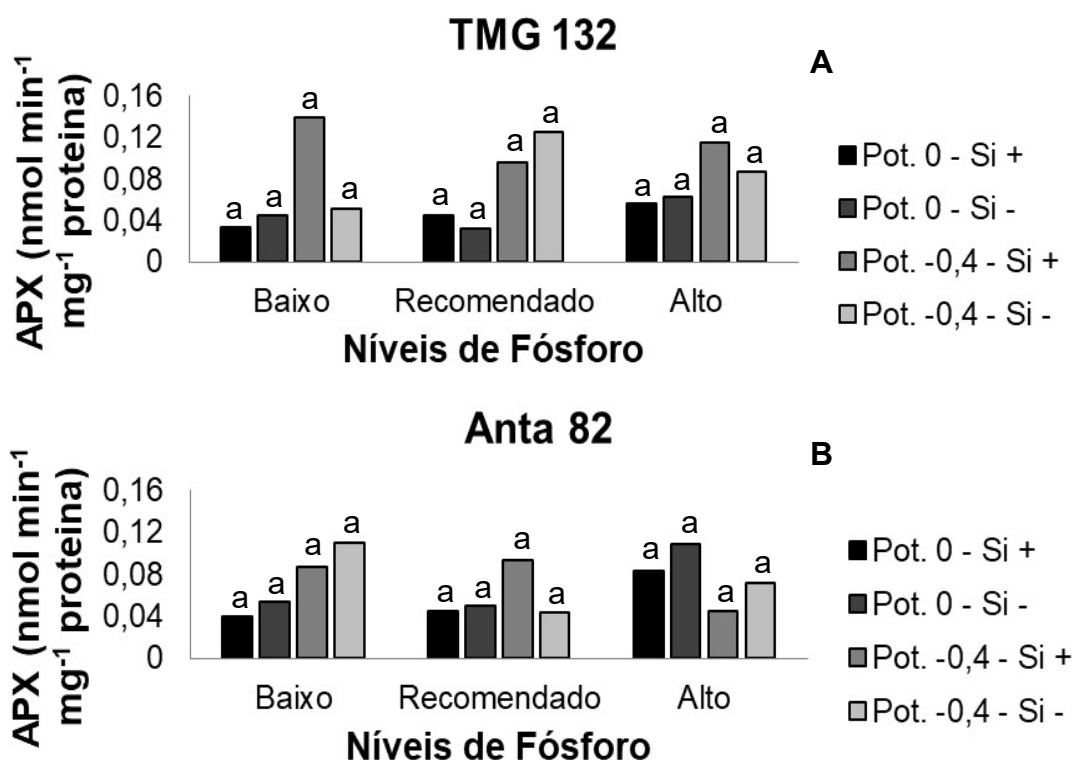 TMG 132
A
APX (nmol min⁻¹
mg⁻¹ proteina)
0,16
0,12
0,08
0,04
0
a a a a a a a a a a a a
Baixo Recomendado Alto
Níveis de Fósforo
Pot. 0 - Si +
Pot. 0 - Si -
Pot. -0,4 - Si +
Pot. -0,4 - Si -
Anta 82
B
APX (nmol min⁻¹
mg⁻¹ proteina)
0,16
0,12
0,08
0,04
0
a a a a a a a a a a a a
Baixo Recomendado Alto
Níveis de Fósforo
Pot. 0 - Si +
Pot. 0 - Si -
Pot. -0,4 - Si +
Pot. -0,4 - Si -